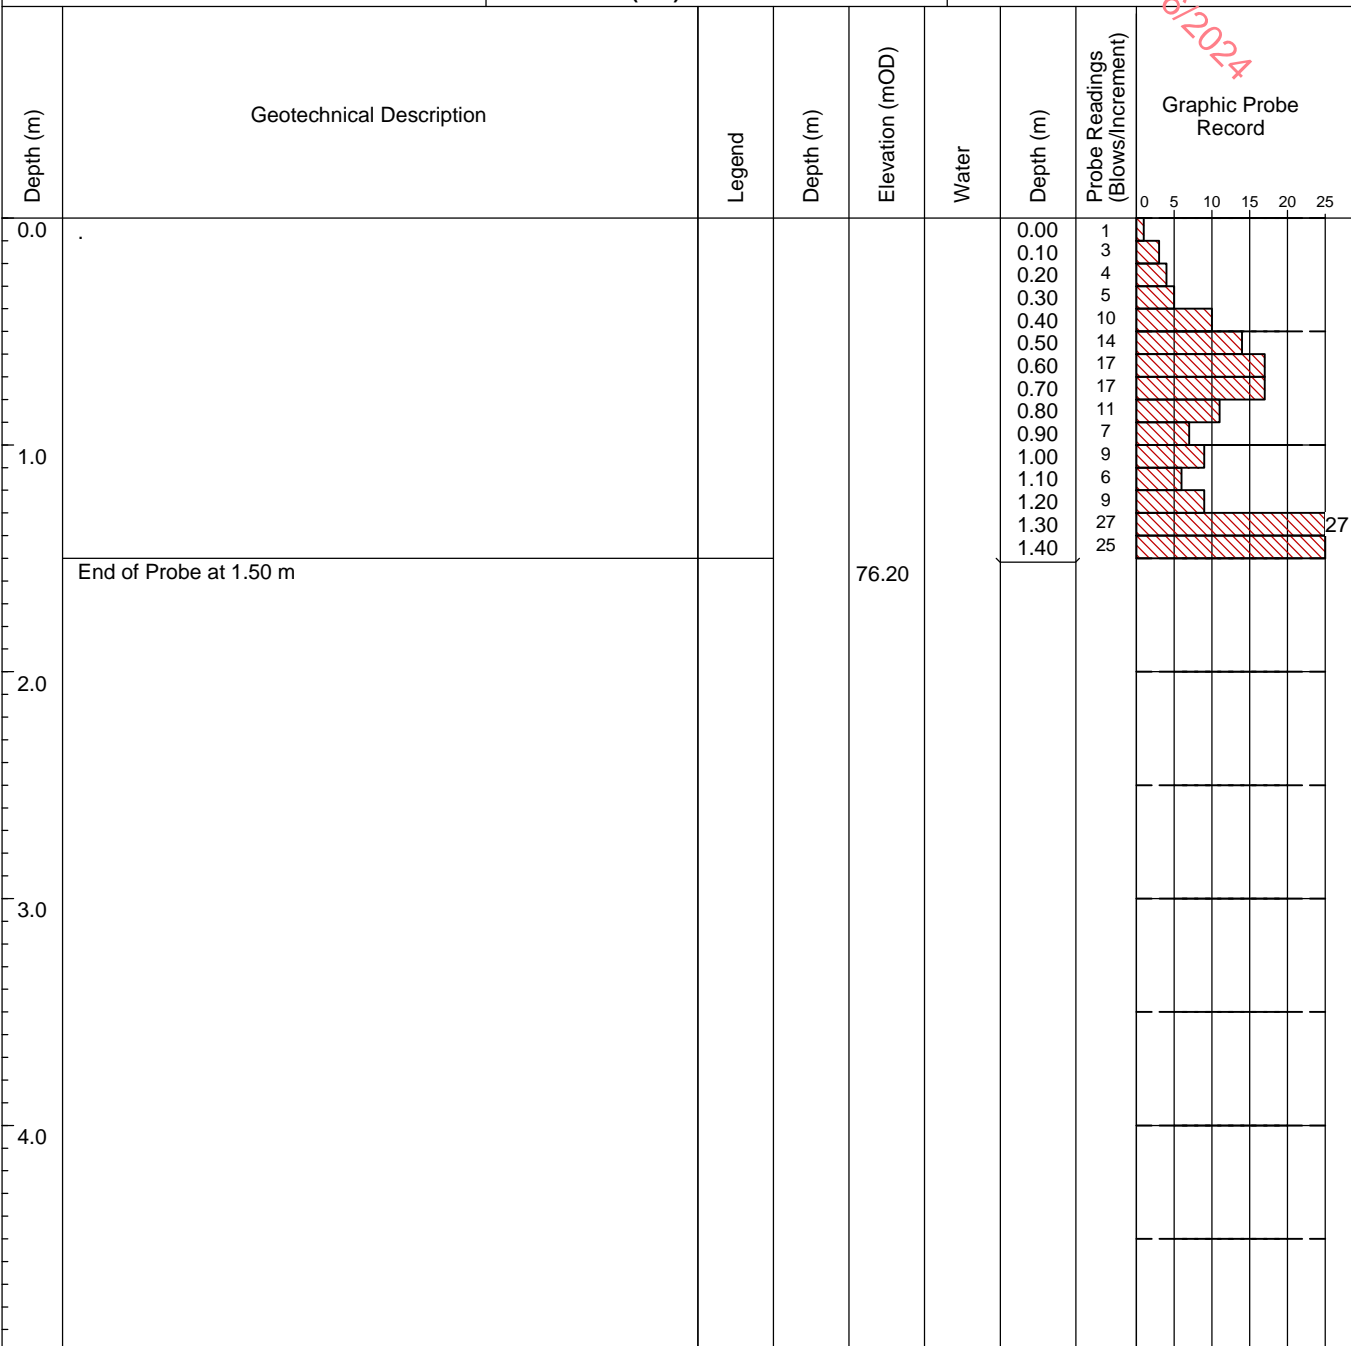 6/2024
Depth (m)
Geotechnical Description
Legend
Depth (m)
Elevation (mOD)
Water
Depth (m)
Probe Readings
(Blows/Increment)
Graphic Probe
Record
0 5 10 15 20 25
0.0 . 0.00 1
0.10 3
0.20 4
0.30 5
0.40 10
0.50 14
0.60 17
0.70 17
0.80 11
0.90 7
1.0 1.00 9
1.10 6
1.20 9
1.30 27 27
1.40 25
End of Probe at 1.50 m 76.20
2.0
3.0
4.0